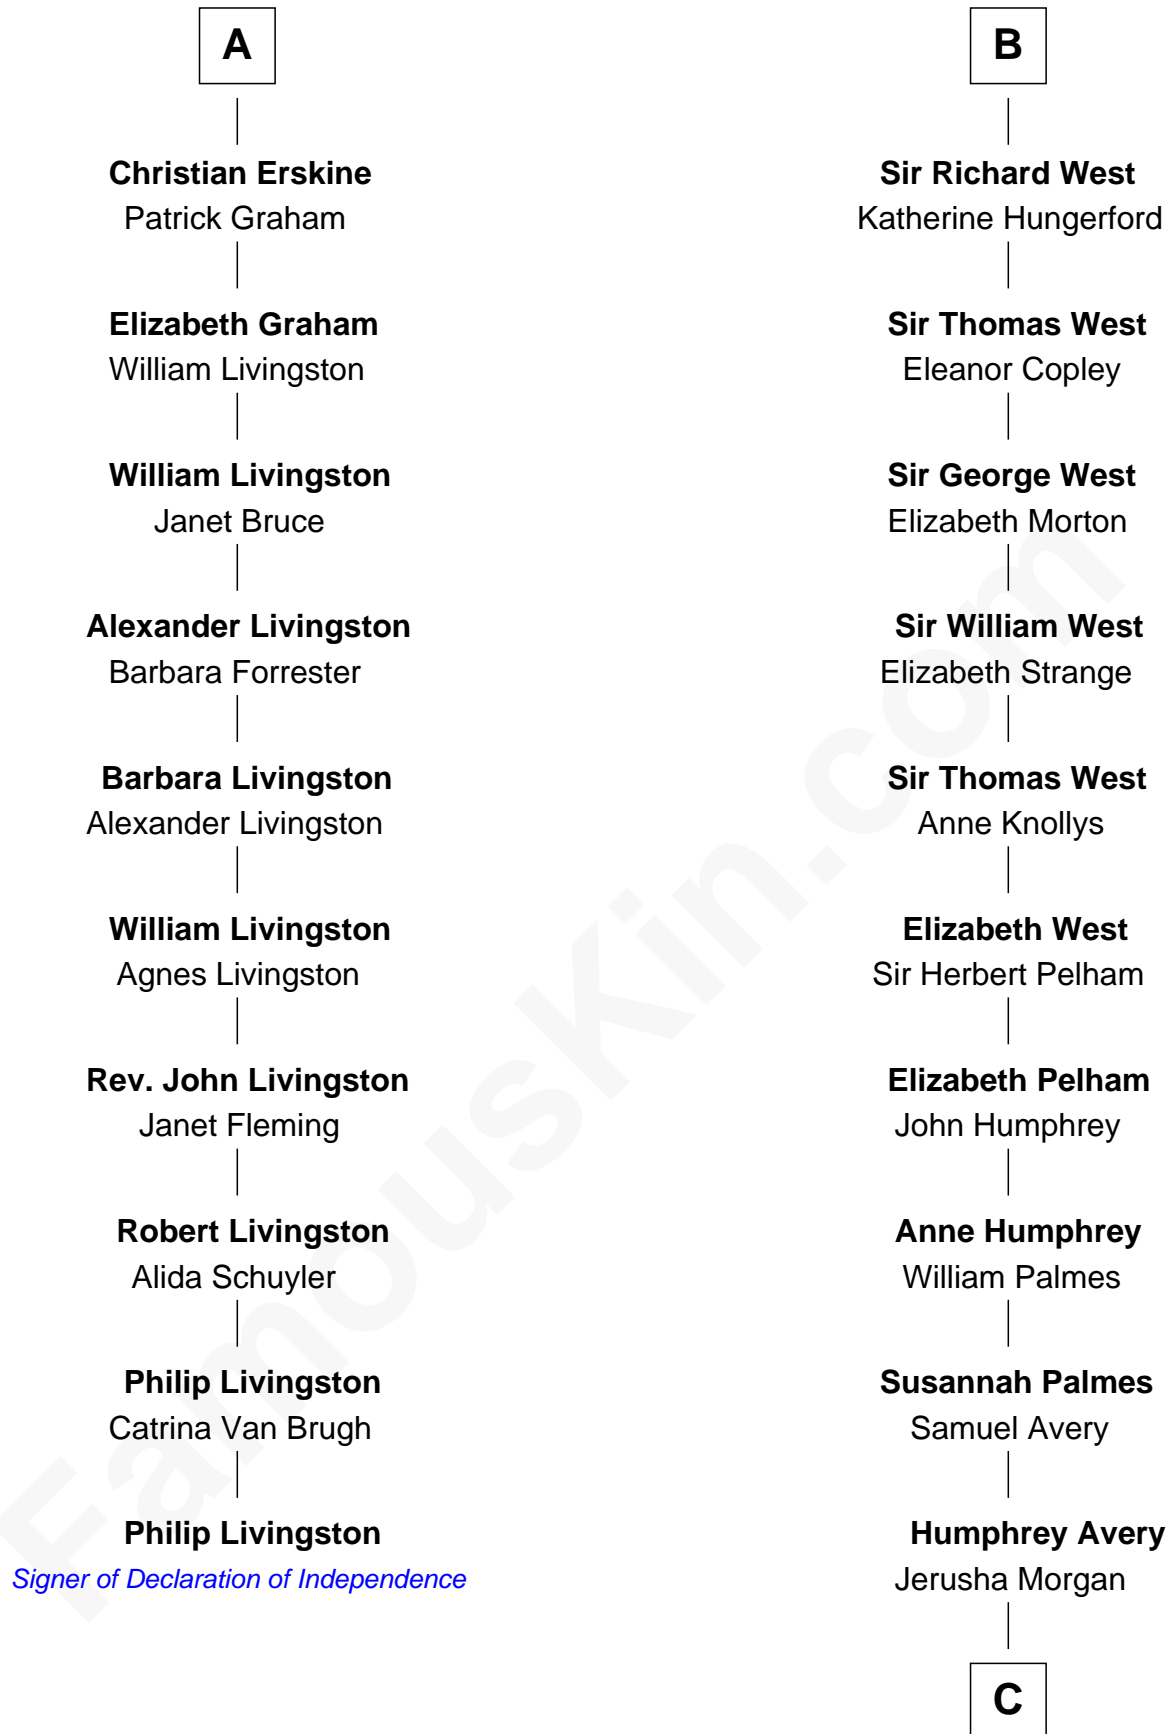 A
Christian Erskine
Patrick Graham
Elizabeth Graham
William Livingston
William Livingston
Janet Bruce
Alexander Livingston
Barbara Forrester
Barbara Livingston
Alexander Livingston
William Livingston
Agnes Livingston
Rev. John Livingston
Janet Fleming
Robert Livingston
Alida Schuyler
Philip Livingston
Catrina Van Brugh
Philip Livingston
Signer of Declaration of Independence
B
Sir Richard West
Katherine Hungerford
Sir Thomas West
Eleanor Copley
Sir George West
Elizabeth Morton
Sir William West
Elizabeth Strange
Sir Thomas West
Anne Knollys
Elizabeth West
Sir Herbert Pelham
Elizabeth Pelham
John Humphrey
Anne Humphrey
William Palmes
Susannah Palmes
Samuel Avery
Humphrey Avery
Jerusha Morgan
C
FamousKin.com